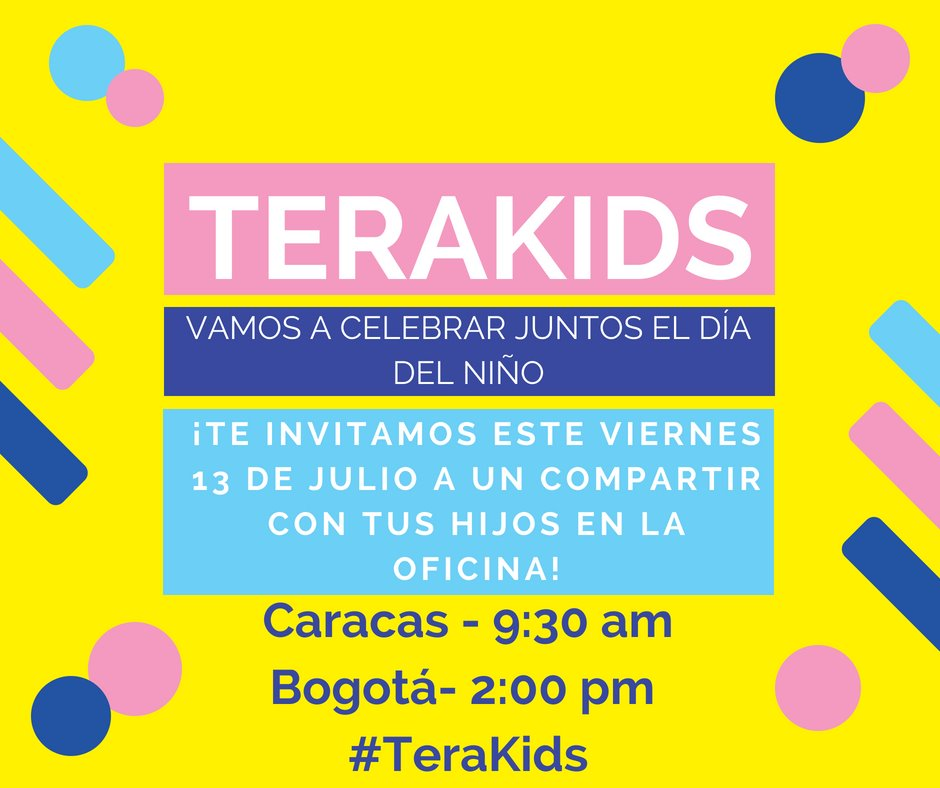 TERAKIDS
VAMOS A CELEBRAR JUNTOS EL DÍA
DEL NIÑO
¡TE INVITAMOS ESTE VIERNES
13 DE JULIO A UN COMPARTIR
CON TUS HIJOS EN LA
OFICINA!
Caracas - 9:30 am
Bogotá- 2:00 pm
#TeraKids